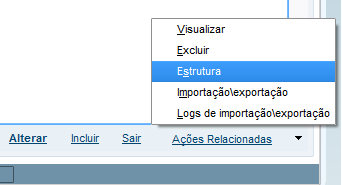 Visualizar
Excluir
Estrutura
Importação\exportação
Logs de importação\exportação
Alterar Incluir Sair Ações Relacionadas